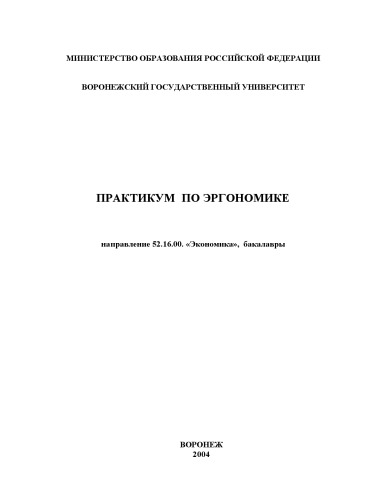 МИНИСТЕРСТВО ОБРАЗОВАНИЯ РОССИЙСКОЙ ФЕДЕРАЦИИ
ВОРОНЕЖСКИЙ ГОСУДАРСТВЕННЫЙ УНИВЕРСИТЕТ
ПРАКТИКУМ ПО ЭРГОНОМИКЕ
направление 52.16.00. «Экономика», бакалавры
ВОРОНЕЖ
2004